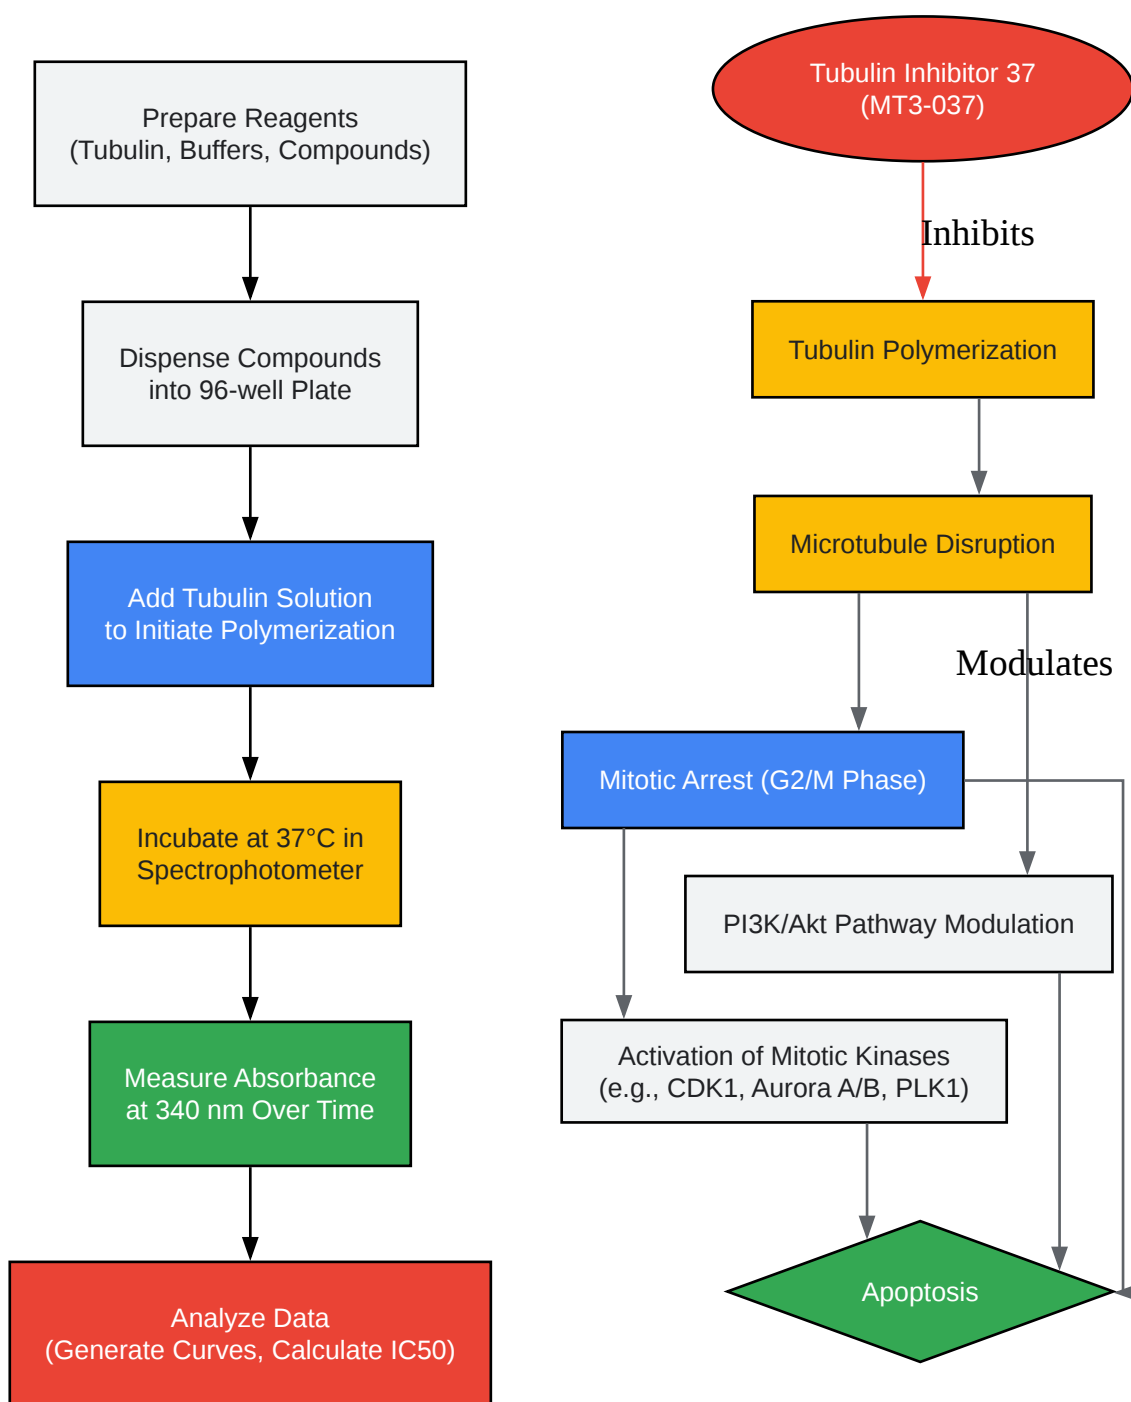 Prepare Reagents
(Tubulin, Buffers, Compounds)
Dispense Compounds
into 96-well Plate
Add Tubulin Solution
to Initiate Polymerization
Incubate at 37°C in
Spectrophotometer
Measure Absorbance
at 340 nm Over Time
Analyze Data
(Generate Curves, Calculate IC50)
Tubulin Inhibitor 37
(MT3-037)
Inhibits
Tubulin Polymerization
Microtubule Disruption
Modulates
Mitotic Arrest (G2/M Phase)
PI3K/Akt Pathway Modulation
Activation of Mitotic Kinases
(e.g., CDK1, Aurora A/B, PLK1)
Apoptosis